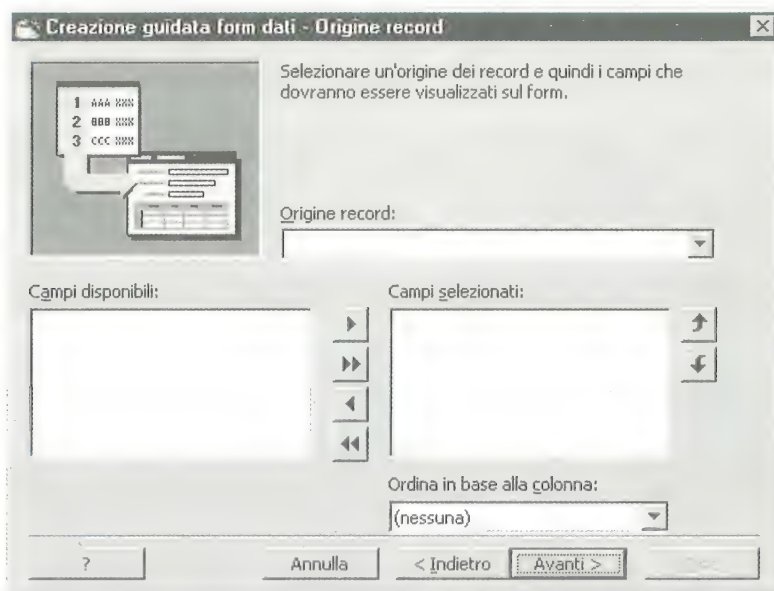 Creazione guidata form dati - Origine record
Selezionare un'origine dei record e quindi i campi che
dovranno essere visualizzati sul form.
1 AAA XXX
2 BBB XXX
3 CCC XXX
Origine record:
Campi disponibili:
Campi selezionati:
Ordina in base alla colonna:
(nessuna)
?
Annulla
< Indietro
Avanti >